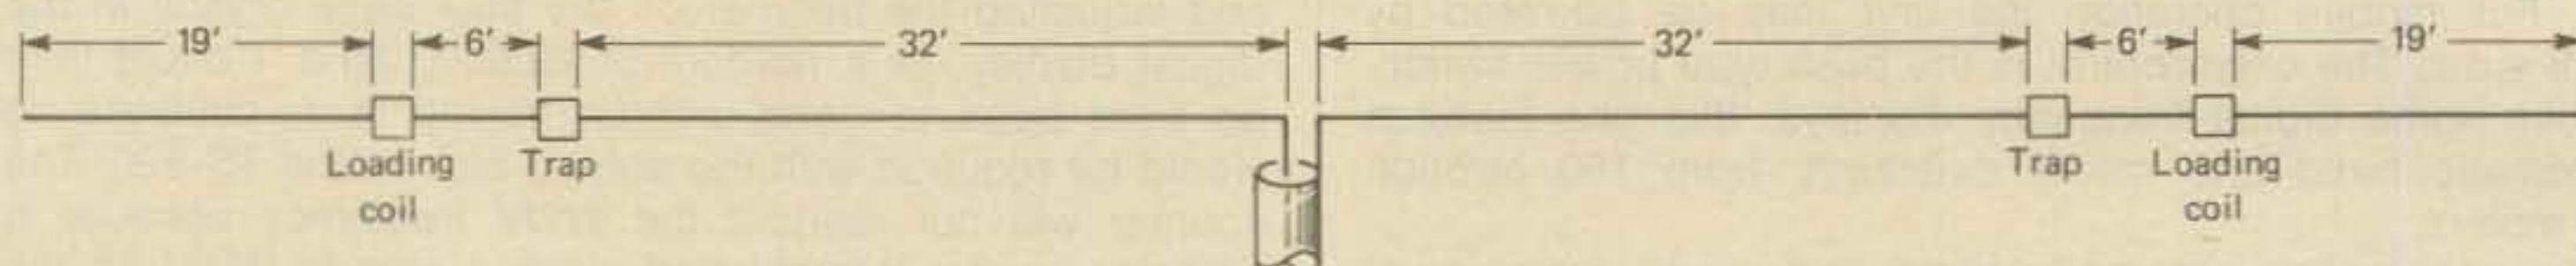 19' 6' 32' 32' 6' 19'
Loading coil Trap Trap Loading coil